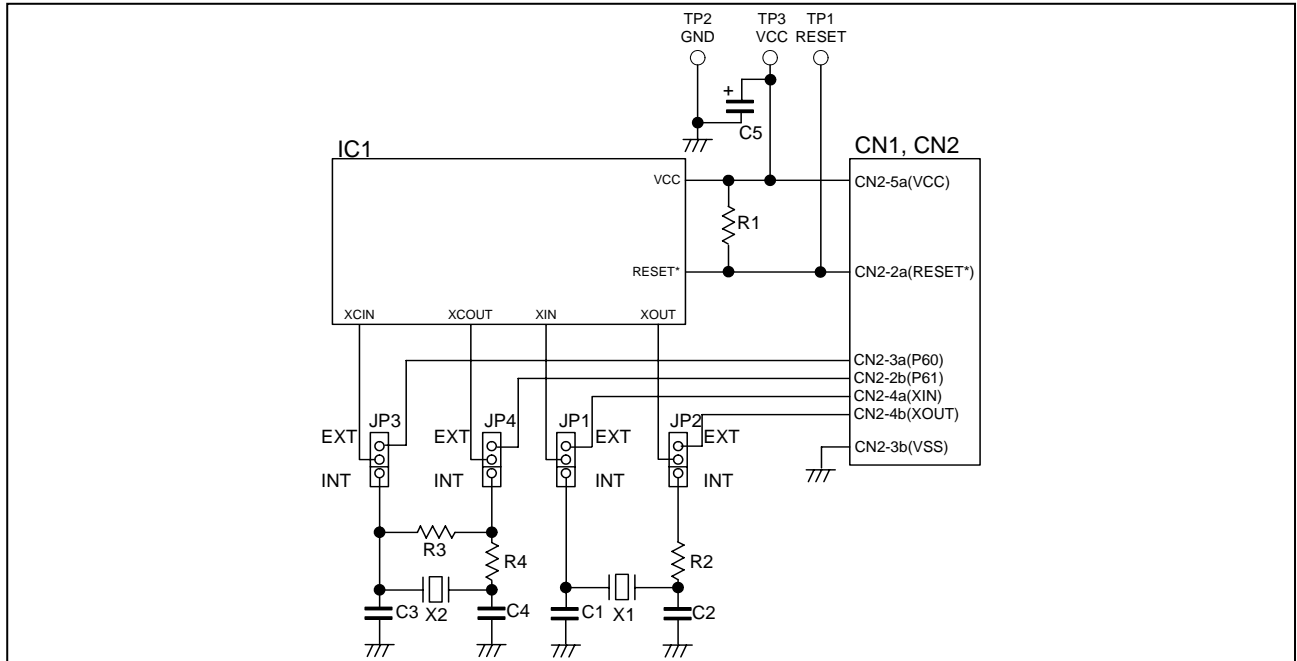 TP2 TP3 TP1
GND VCC RESET
+
C5
IC1
CN1, CN2
VCC
CN2-5a(VCC)
R1
RESET*
CN2-2a(RESET*)
XCIN XCOUT XIN XOUT
CN2-3a(P60)
CN2-2b(P61)
CN2-4a(XIN)
CN2-4b(XOUT)
CN2-3b(VSS)
JP3 JP4 JP1 JP2
EXT EXT EXT EXT
INT INT INT INT
R3 R4 R2
C3 X2 C4 C1 X1 C2